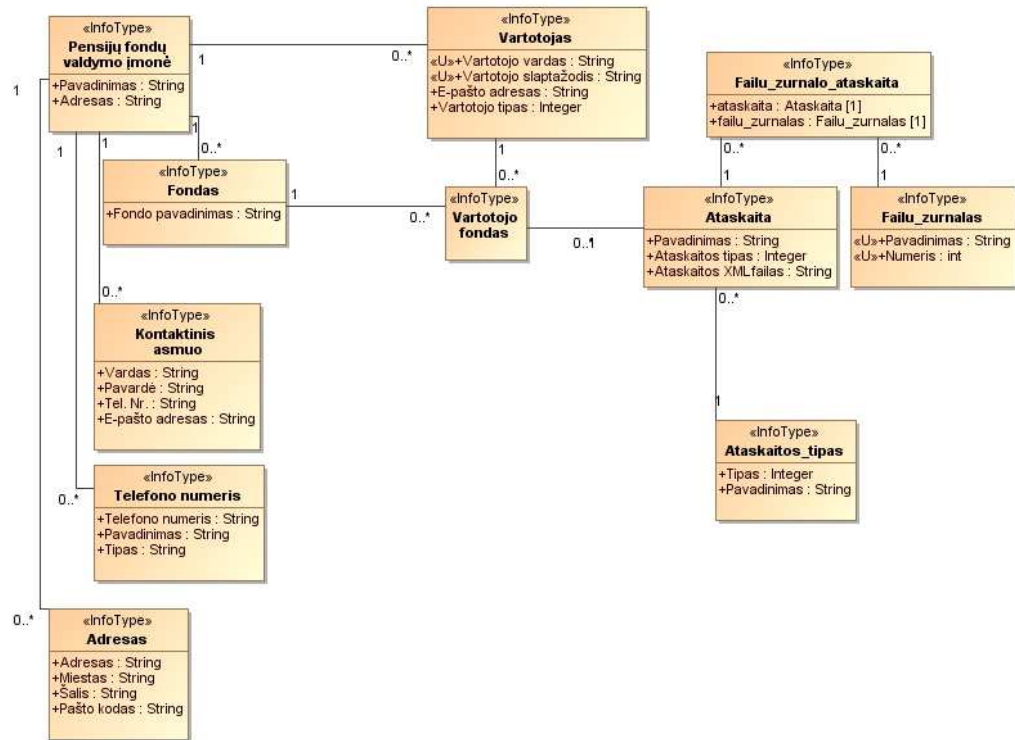 «InfoType»
Pensijų fondų
valdymo įmonė
+Pavadinimas : String
+Adresas : String
1
0..*
«InfoType»
Vartotojas
«U»+Vartotojo vardas : String
«U»+Vartotojo slaptažodis : String
+E-pašto adresas : String
+Vartotojo tipas : Integer
«InfoType»
Failu_zurnalo_ataskaita
+ataskaita : Ataskaita [1]
+failu_zurnalas : Failu_zurnalas [1]
1
1
1
1
0..*
1
0..*
0..*
0..*
1
1
«InfoType»
Fondas
+Fondo pavadinimas : String
1
0..*
«InfoType»
Vartotojo
fondas
0..1
«InfoType»
Ataskaita
+Pavadinimas : String
+Ataskaitos tipas : Integer
+Ataskaitos XMLfailas : String
«InfoType»
Failu_zurnalas
«U»+Pavadinimas : String
«U»+Numeris : int
0..*
0..*
«InfoType»
Kontaktinis
asmuo
+Vardas : String
+Pavardė : String
+Tel. Nr. : String
+E-pašto adresas : String
1
«InfoType»
Ataskaitos_tipas
+Tipas : Integer
+Pavadinimas : String
0..*
«InfoType»
Telefono numeris
+Telefono numeris : String
+Pavadinimas : String
+Tipas : String
0..*
«InfoType»
Adresas
+Adresas : String
+Miestas : String
+Šalis : String
+Pašto kodas : String